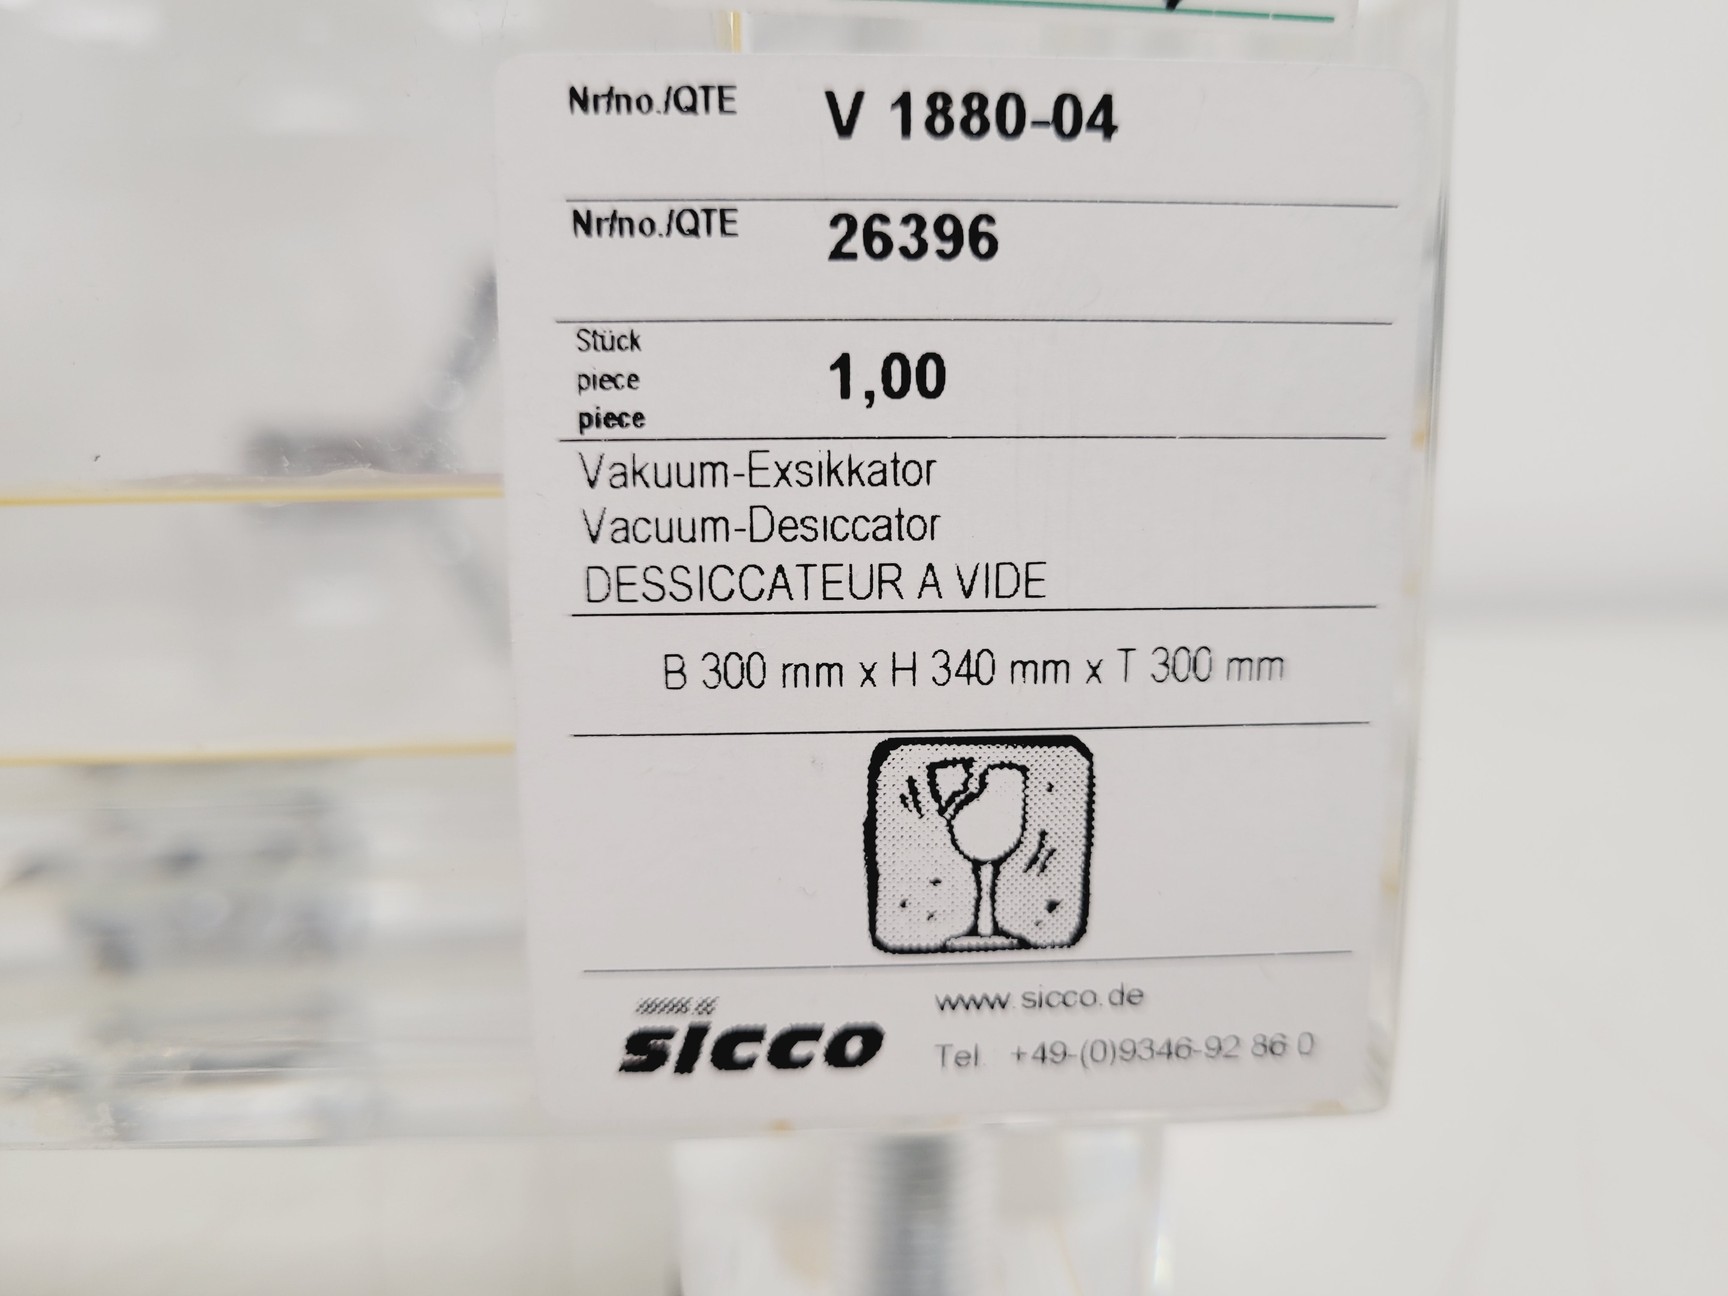 Nr/no./QTE V 1880-04
Nr/no./QTE 26396
Stück
piece 1,00
piece
Vakuum-Exsikkator
Vacuum-Desiccator
DESSICCATEUR A VIDE
B 300 mm x H 340 mm x T 300 mm
sicco
www.sicco.de
Tel. +49-(0)9346-92 86 0